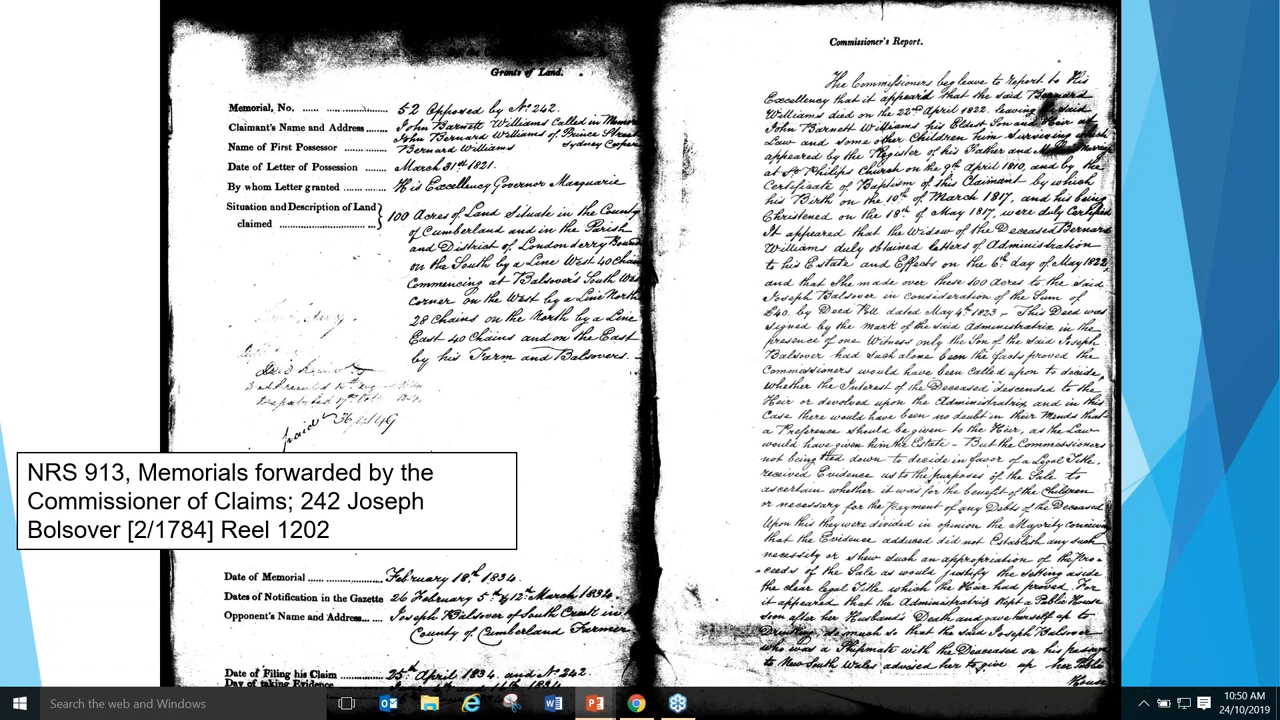 Grants of Land.
Memorial, No. ...... 52 Opposed by No 242.
Claimant's Name and Address ....... John Barnett Williams Called in
John Bernard Williams of Prince Street
Sydney Cooper
Name of First Possessor ...... Bernard Williams
Date of Letter of Possession ....... March 31st 1821.
By whom Letter granted ............ His Excellency Governor Macquarie
Situation and Description of Land
claimed ........................ 100 Acres of Land Situate in the County
of Cumberland and in the Parish
and District of Londonderry
on the South by a Line West 40
Commencing at Balsover's South
Corner on the West by a Line North
28 Chains on the North by a Line
East 40 Chains and on the East
by his Farm and Balsovers.
paid
NRS 913, Memorials forwarded by the
Commissioner of Claims; 242 Joseph
Bolsover [2/1784] Reel 1202
Date of Memorial ...................... February 18th 1834.
Dates of Notification in the Gazette 26 February 5th & 12th March 1834.
Opponent's Name and Address....... Joseph of South Creek in
County of Cumberland Farmer
Date of Filing his Claim .............. 25th April 1834 and No 242.
Day of taking Evidence
Commissioner's Report.
The Commissioners beg leave to report to His
Excellency that it appeared that the said Bernard
Williams died on the 22nd April 1822. leaving said
John Barnett Williams his Eldest Son and Heir at
Law and some other Children him Surviving which
appeared by the Register of his Father and
at St Philips Church on the 9th April 1810, and by the
Certificate of Baptism of this Claimant by which
his Birth on the 10th of March 1817, and his being
Christened on the 18th of May 1817, were duly Certified
It appeared that the Widow of the Deceased Bernard
Williams duly obtained letters of Administration
to his Estate and Effects on the 6th day of May 1822,
and that she made over these 100 acres to the said
Joseph Balsover in consideration of the Sum of
£40. by Deed Poll dated May 4th 1823 - This Deed was
signed by the mark of the said Administratrix in the
presence of one Witness only the Son of the said Joseph
Balsover had such alone been the facts proved the
Commissioners would have been called upon to decide,
whether the Interest of the Deceased descended to the
Heir or devolved upon the Administratrix, and in this
Case there would have been no doubt in their Minds that
a Preference should be given to the Heir, as the Law
would have given him the Estate - But the Commissioners
not being tied down to decide in favor of a Legal Title,
received Evidence as to the purposes of the Sale to
ascertain whether it was for the benefit of the Children
or necessary for the Payment of any Debts of the Deceased
Upon this they were divided in opinion the Majority
that the Evidence adduced did not Establish any such
necessity or shew such an appropriation of the Pro-
-ceeds of the Sale as would justify the setting aside
the clear legal Title which the Heir had proved. For
it appeared that the Administratrix kept a Public House
soon after her Husband's Death and gave herself up to
Drinking so much so that the said Joseph Balsover
who was a Shipmate with the Deceased on his passage
to New South Wales advised her to give up her Public
House
Search the web and Windows
10:50 AM
24/10/2019